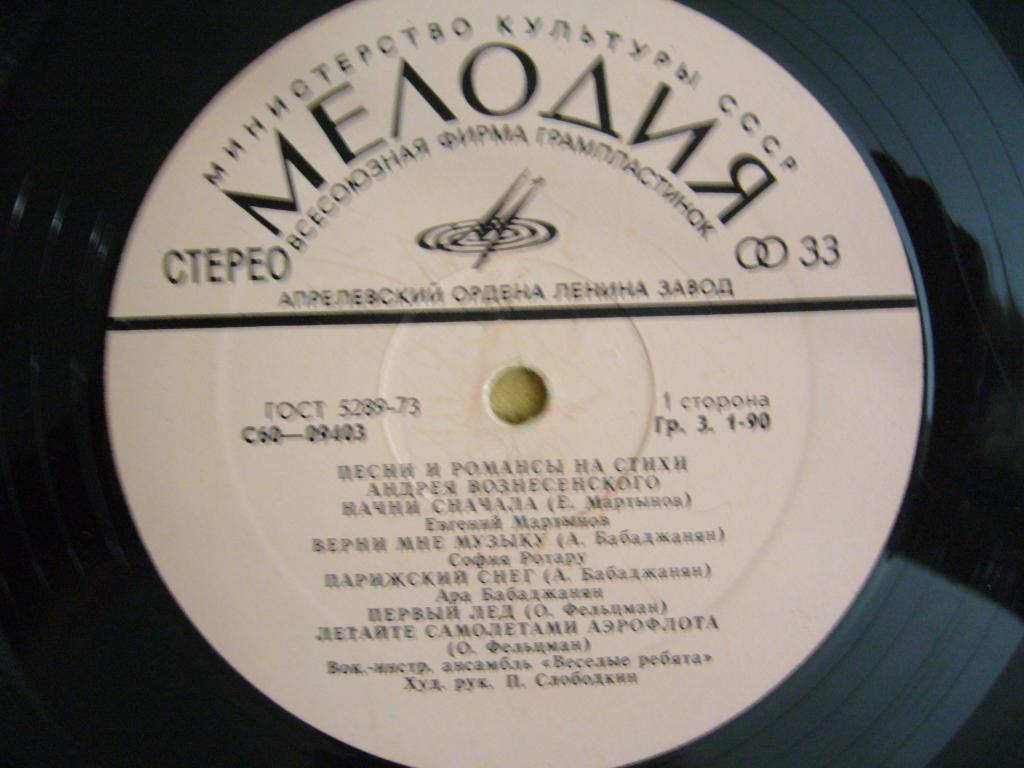 МИНИСТЕРСТВО КУЛЬТУРЫ СССР
МЕЛОДИЯ
ВСЕСОЮЗНАЯ ФИРМА ГРАМПЛАСТИНОК
СТЕРЕО
33
АПРЕЛЕВСКИЙ ОРДЕНА ЛЕНИНА ЗАВОД
ГОСТ 5289-73
1 сторона
С60—09403
Гр. 3. 1-90
ПЕСНИ И РОМАНСЫ НА СТИХИ
АНДРЕЯ ВОЗНЕСЕНСКОГО
НАЧНИ СНАЧАЛА (Е. Мартынов)
Евгений Мартынов
ВЕРНИ МНЕ МУЗЫКУ (А. Бабаджанян)
София Ротару
ПАРИЖСКИЙ СНЕГ (А. Бабаджанян)
Ара Бабаджанян
ПЕРВЫЙ ЛЕД (О. Фельцман)
ЛЕТАЙТЕ САМОЛЕТАМИ АЭРОФЛОТА
(О. Фельцман)
Вок.-инстр. ансамбль «Веселые ребята»
Худ. рук. П. Слободкин